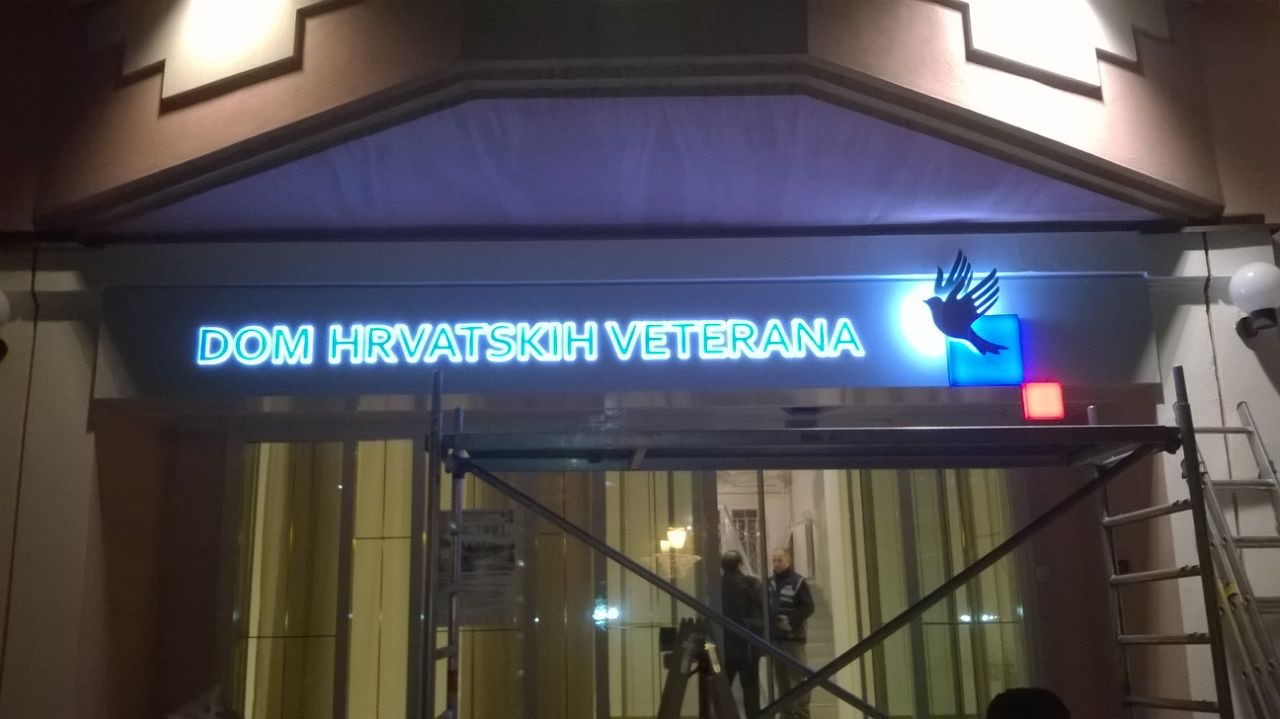 DOM HRVATSKIH VETERANA